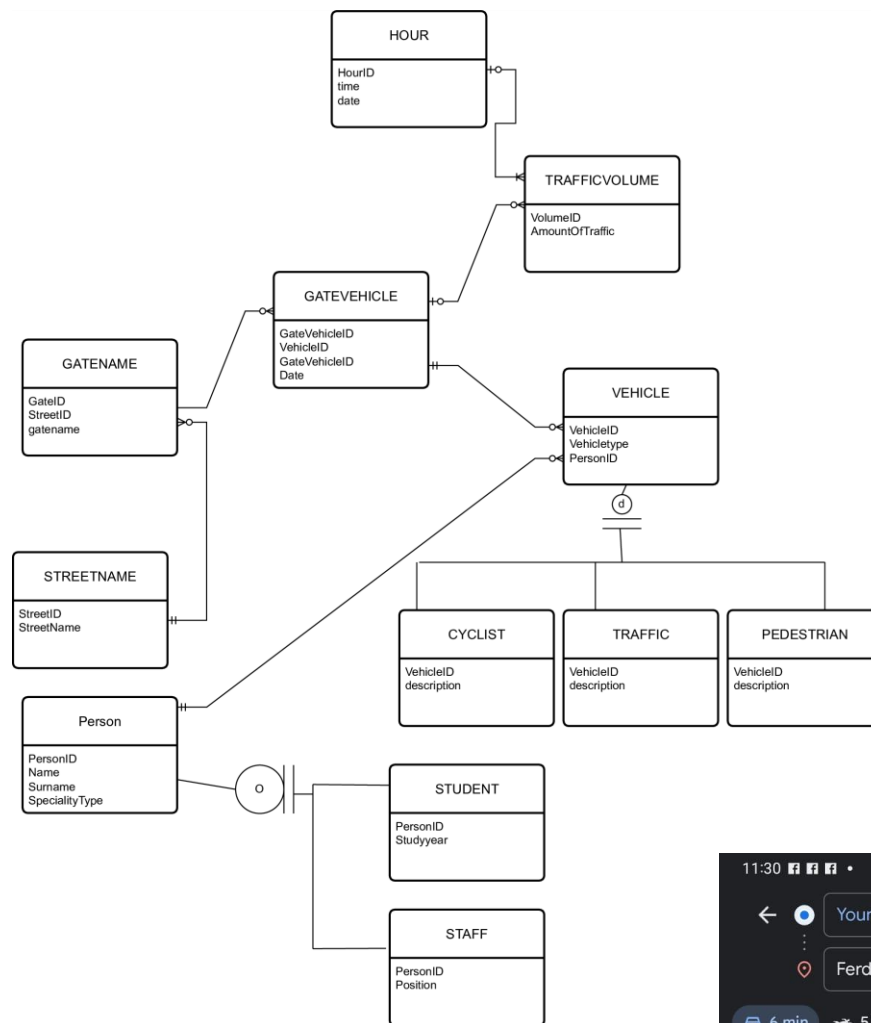 HOUR
HourID
time
date
TRAFFICVOLUME
VolumeID
AmountOfTraffic
GATEVEHICLE
GateVehicleID
VehicleID
GateVehicleID
Date
GATENAME
GateID
StreetID
gatename
VEHICLE
VehicleID
Vehicletype
PersonID
d
STREETNAME
StreetID
StreetName
CYCLIST
VehicleID
description
TRAFFIC
VehicleID
description
PEDESTRIAN
VehicleID
description
Person
PersonID
Name
Surname
SpecialityType
O
STUDENT
PersonID
Studyyear
STAFF
PersonID
Position
11:30
Your
Ferd
6 min 5